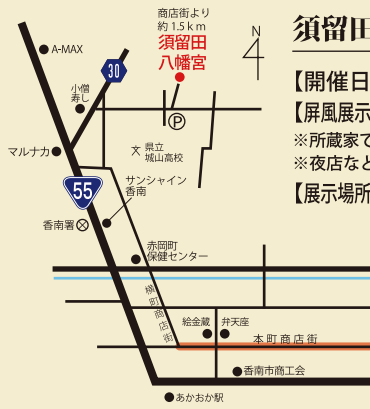 商店街より
約 1.5 k m
須留田
八幡宮
N
A-MAX
30
小僧
寿し
P
マルナカ
県立
城山高校
55
サンシャイン
香南
香南署
赤岡町
保健センター
横町商店街
絵金蔵
弁天座
本町商店街
香南市商工会
あかおか駅
須留田
【開催日
【屏風展示
※所蔵家で
※夜店など
【展示場所